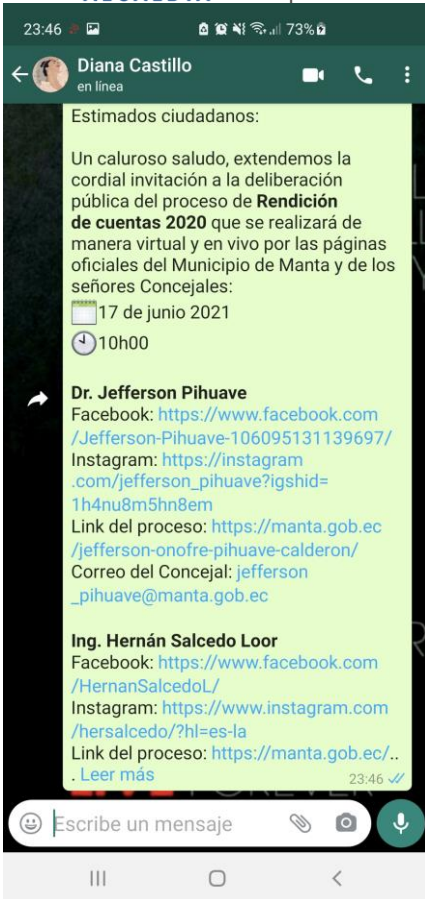 23:46 73%
Diana Castillo
en línea
Estimados ciudadanos:
Un caluroso saludo, extendemos la
cordial invitación a la deliberación
pública del proceso de Rendición
de cuentas 2020 que se realizará de
manera virtual y en vivo por las páginas
oficiales del Municipio de Manta y de los
señores Concejales:
17 de junio 2021
10h00
Dr. Jefferson Pihuave
Facebook: https://www.facebook.com
/Jefferson-Pihuave-106095131139697/
Instagram: https://instagram
.com/jefferson_pihuave?igshid=
1h4nu8m5hn8em
Link del proceso: https://manta.gob.ec
/jefferson-onofre-pihuave-calderon/
Correo del Concejal: jefferson
_pihuave@manta.gob.ec
Ing. Hernán Salcedo Loor
Facebook: https://www.facebook.com
/HernanSalcedoL/
Instagram: https://www.instagram.com
/hersalcedo/?hl=es-la
Link del proceso: https://manta.gob.ec/..
. Leer más
23:46
Escribe un mensaje